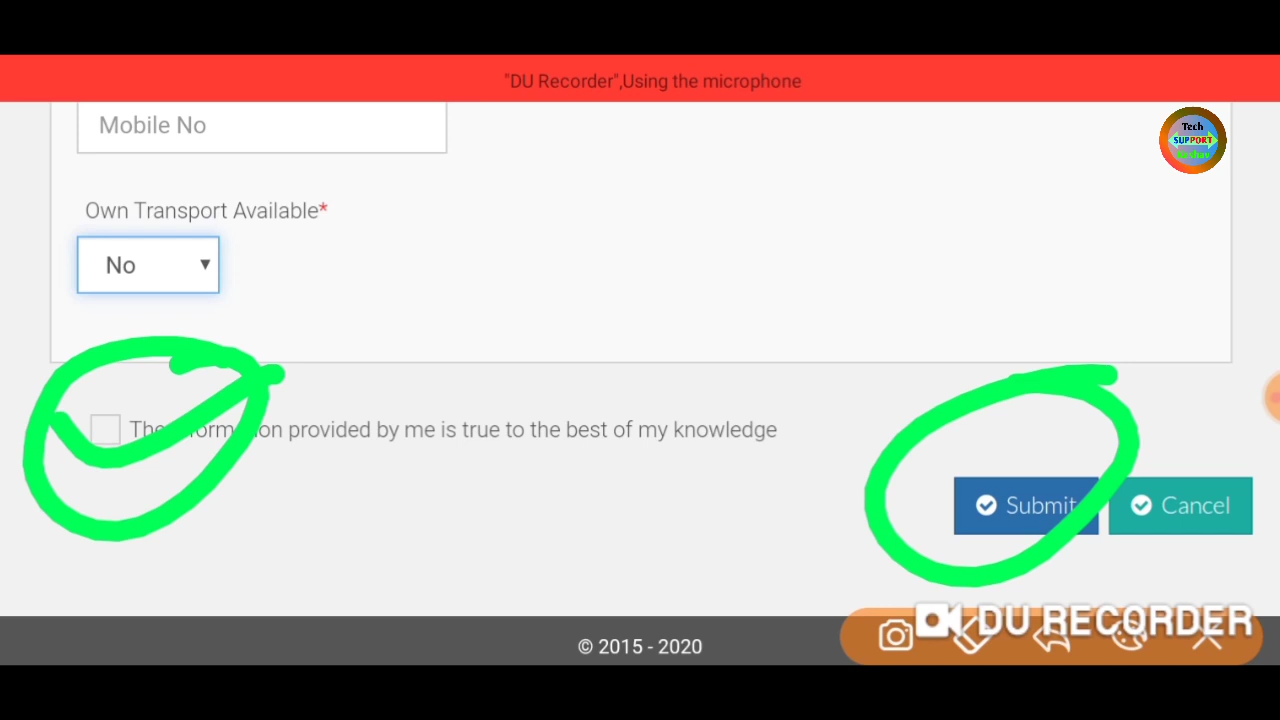 "DU Recorder",Using the microphone
Mobile No
Tech
SUPPORT
Own Transport Available*
No
The information provided by me is true to the best of my knowledge
Submit
Cancel
DU RECORDER
© 2015 - 2020